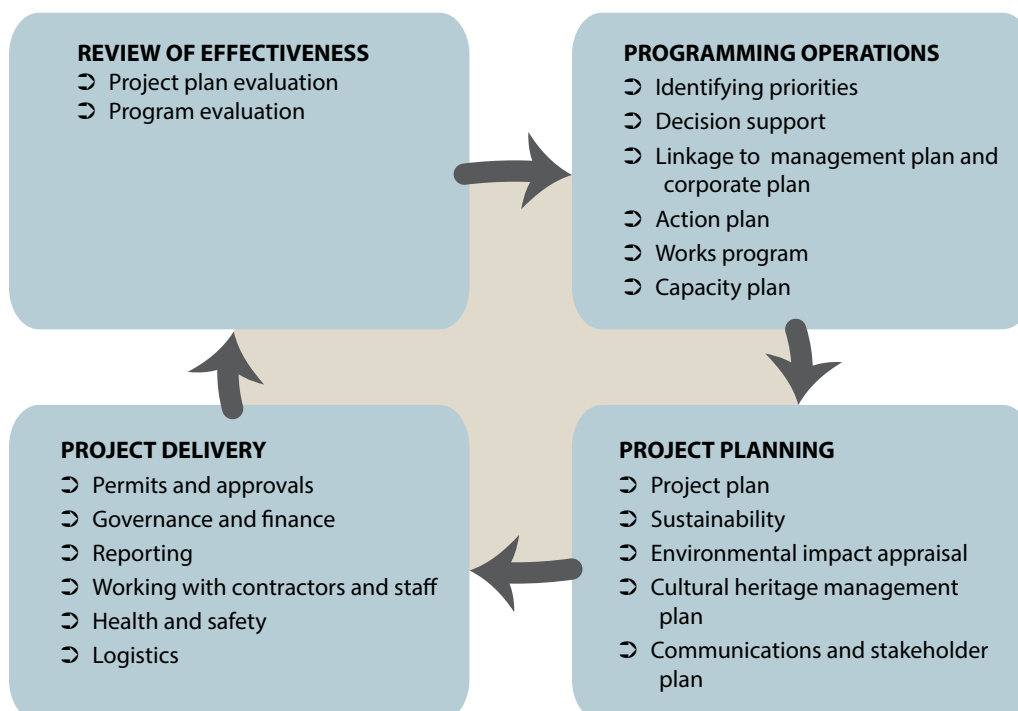 REVIEW OF EFFECTIVENESS
➲ Project plan evaluation
➲ Program evaluation
PROGRAMMING OPERATIONS
➲ Identifying priorities
➲ Decision support
➲ Linkage to management plan and
corporate plan
➲ Action plan
➲ Works program
➲ Capacity plan
PROJECT DELIVERY
➲ Permits and approvals
➲ Governance and finance
➲ Reporting
➲ Working with contractors and staff
➲ Health and safety
➲ Logistics
PROJECT PLANNING
➲ Project plan
➲ Sustainability
➲ Environmental impact appraisal
➲ Cultural heritage management
plan
➲ Communications and stakeholder
plan